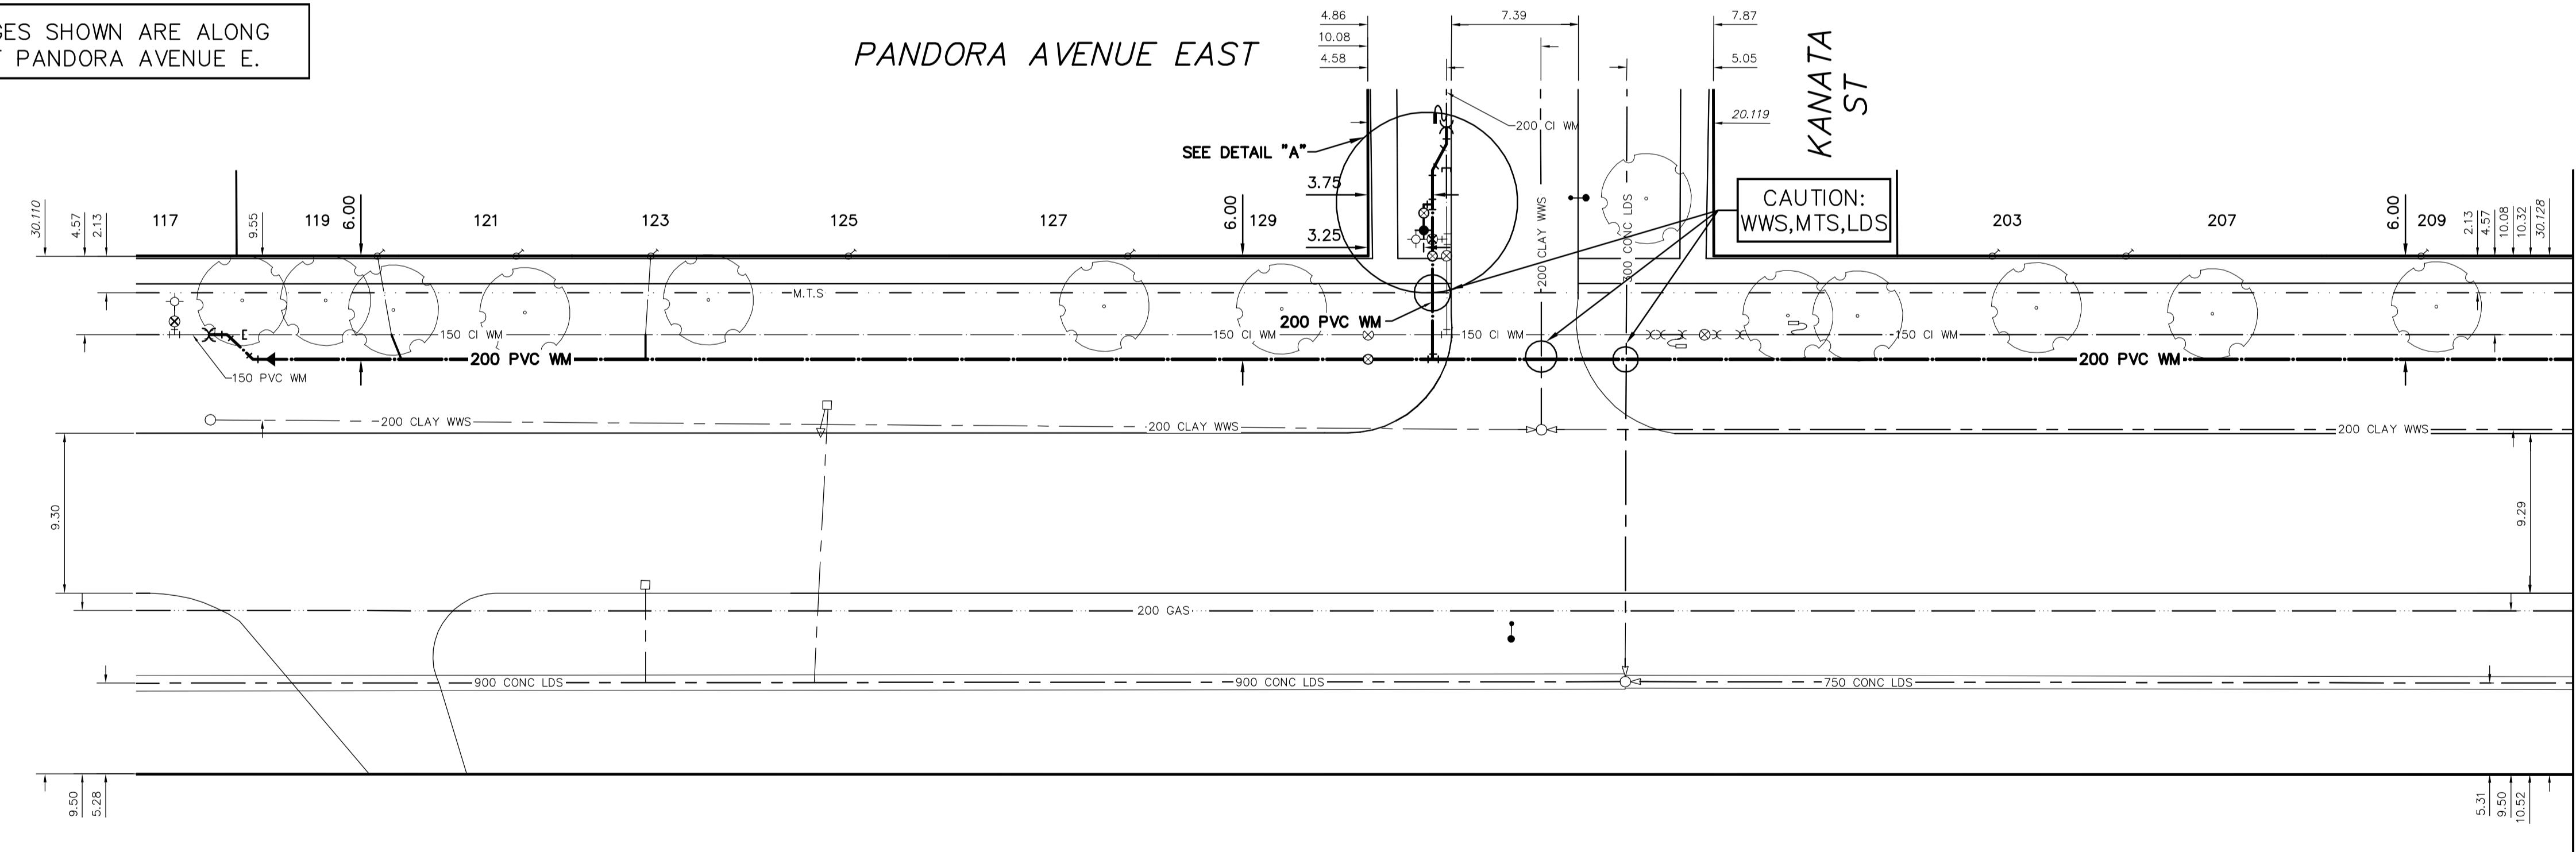 GES SHOWN ARE ALONG
PANDORA AVENUE E.
PANDORA AVENUE EAST
4.86
10.08
4.58
7.39
7.87
5.05
20.119
KANATA
ST
200 CI WM
SEE DETAIL "A"
3.75
3.25
200 CLAY WWS
300 CONC LDS
CAUTION:
WWS,MTS,LDS
30.110
4.57
2.13
117
9.55
119
6.00
121
123
125
127
6.00
129
203
207
6.00
209
2.13
4.57
10.08
10.32
30.128
M.T.S
200 PVC WM
150 CI WM
150 CI WM
150 CI WM
150 CI WM
200 PVC WM
200 PVC WM
150 PVC WM
200 CLAY WWS
200 CLAY WWS
200 CLAY WWS
9.30
9.29
200 GAS
900 CONC LDS
900 CONC LDS
750 CONC LDS
9.50
5.28
5.31
9.50
10.52